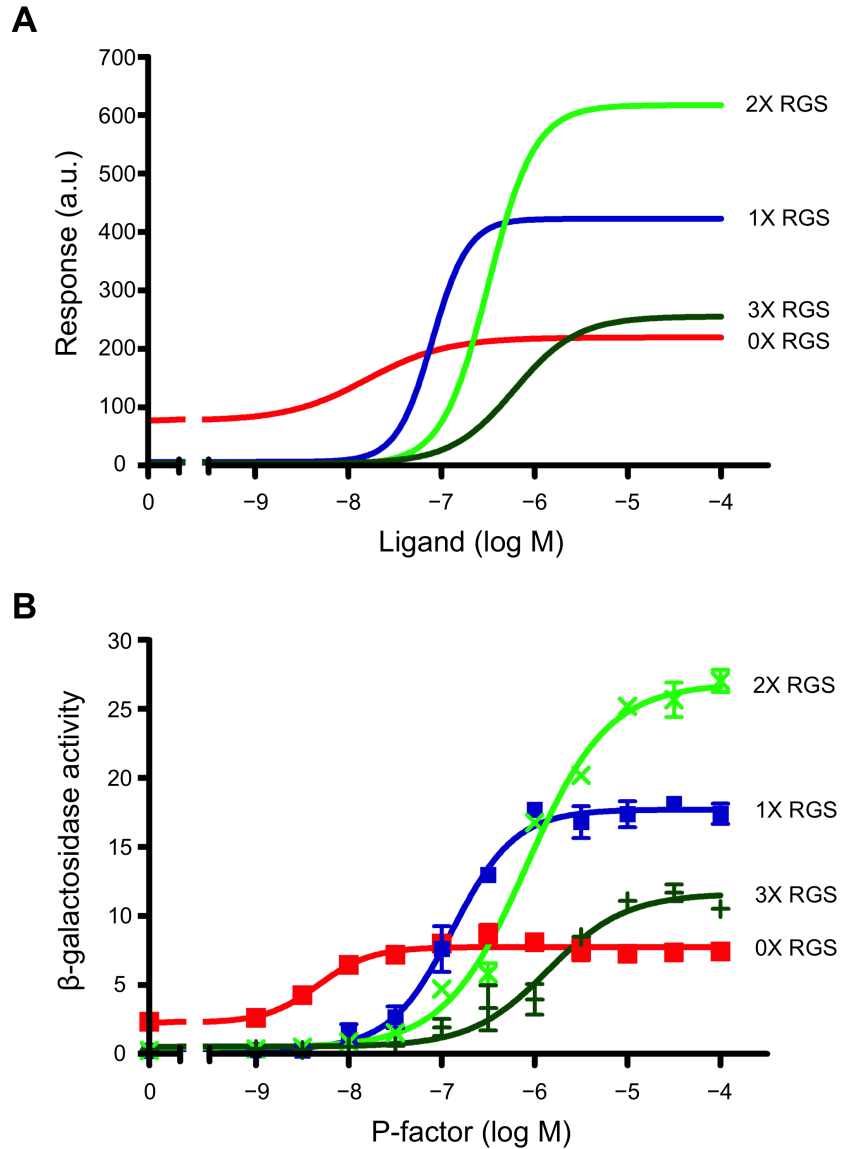 A
700
600
500
400
300
200
100
0
Response (a.u.)
2X RGS
1X RGS
3X RGS
0X RGS
0 −9 −8 −7 −6 −5 −4
Ligand (log M)
B
30
25
20
15
10
5
0
β-galactosidase activity
2X RGS
1X RGS
3X RGS
0X RGS
0 −9 −8 −7 −6 −5 −4
P-factor (log M)